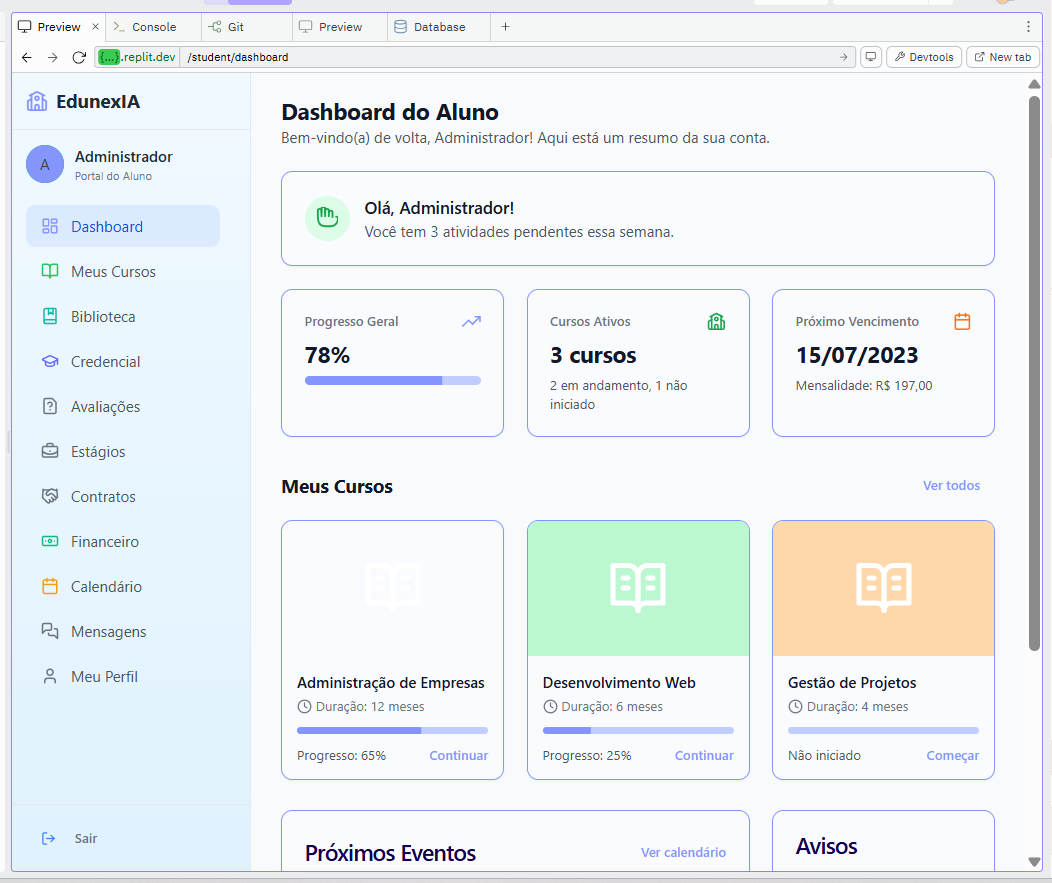 Preview
Console
Git
Preview
Database
{...}.replit.dev
/student/dashboard
Devtools
New tab
EdunexIA
A
Administrador
Portal do Aluno
Dashboard
Meus Cursos
Biblioteca
Credencial
Avaliações
Estágios
Contratos
Financeiro
Calendário
Mensagens
Meu Perfil
Sair
Dashboard do Aluno
Bem-vindo(a) de volta, Administrador! Aqui está um resumo da sua conta.
Olá, Administrador!
Você tem 3 atividades pendentes essa semana.
Progresso Geral
78%
Cursos Ativos
3 cursos
2 em andamento, 1 não
iniciado
Próximo Vencimento
15/07/2023
Mensalidade: R$ 197,00
Meus Cursos
Ver todos
Administração de Empresas
Duração: 12 meses
Progresso: 65%
Continuar
Desenvolvimento Web
Duração: 6 meses
Progresso: 25%
Continuar
Gestão de Projetos
Duração: 4 meses
Não iniciado
Começar
Próximos Eventos
Ver calendário
Avisos